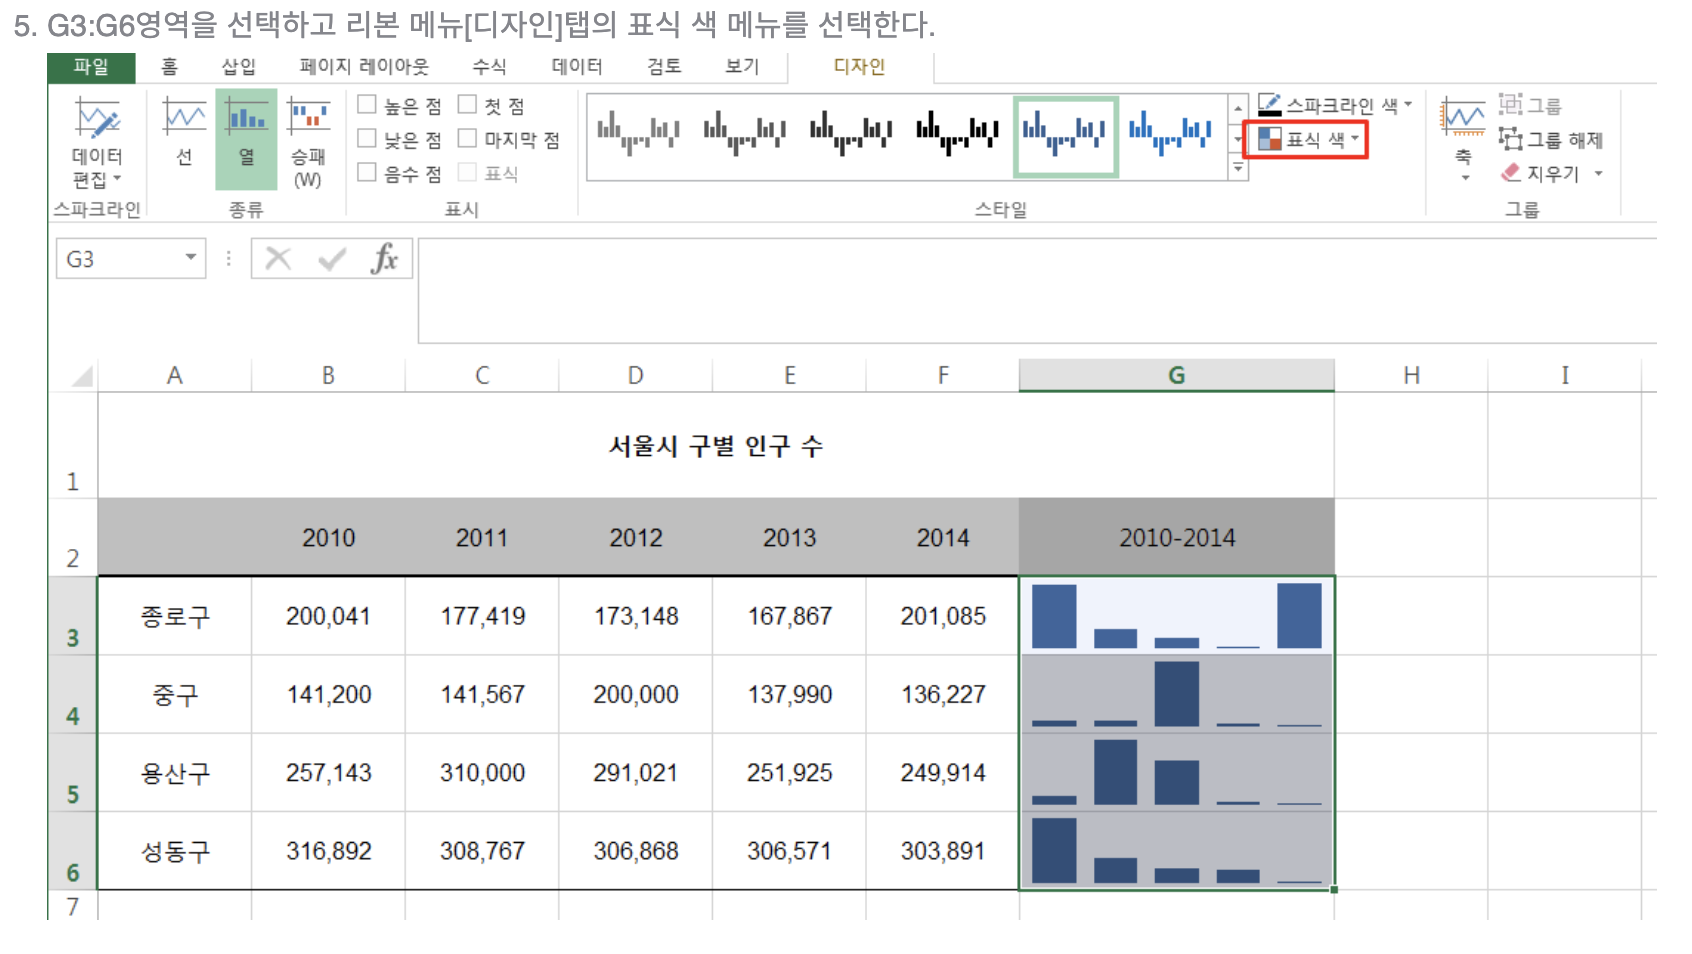 5. G3:G6영역을 선택하고 리본 메뉴[디자인]탭의 표식 색 메뉴를 선택한다.
파일 홈 삽입 페이지 레이아웃 수식 데이터 검토 보기 디자인
데이터 편집
선
열
승패 (W)
높은 점 첫 점
낮은 점 마지막 점
음수 점 표식
스파크라인 색
표식 색
축
그룹
그룹 해제
지우기
스파크라인 종류 표시 스타일 그룹
G3 fx
A B C D E F G H I
1 서울시 구별 인구 수
2 2010 2011 2012 2013 2014 2010-2014
3 종로구 200,041 177,419 173,148 167,867 201,085
4 중구 141,200 141,567 200,000 137,990 136,227
5 용산구 257,143 310,000 291,021 251,925 249,914
6 성동구 316,892 308,767 306,868 306,571 303,891
7